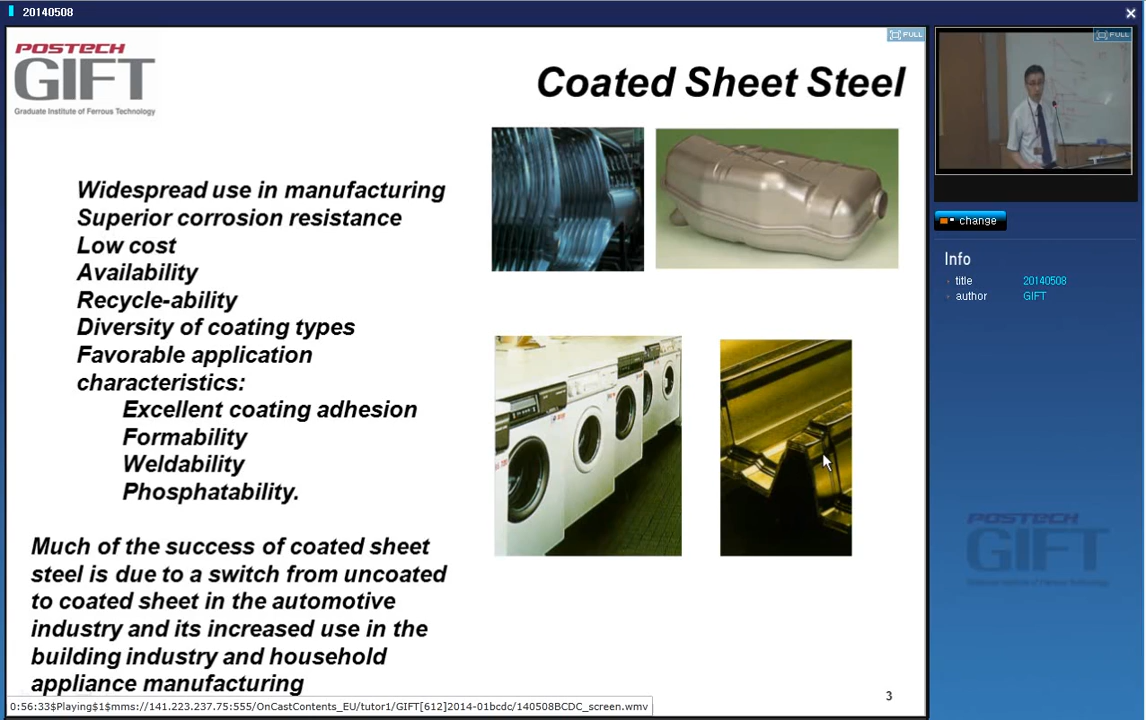 20140508
POSTECH
GIFT
Graduate Institute of Ferrous Technology
FULL
Coated Sheet Steel
Widespread use in manufacturing
Superior corrosion resistance
Low cost
Availability
Recycle-ability
Diversity of coating types
Favorable application
characteristics:
Excellent coating adhesion
Formability
Weldability
Phosphatability.
Much of the success of coated sheet
steel is due to a switch from uncoated
to coated sheet in the automotive
industry and its increased use in the
building industry and household
appliance manufacturing
3
0:56:33$Playing$1$mms://141.223.237.75:555/OnCastContents_EU/tutor1/GIFT[612]2014-01bcdc/140508BCDC_screen.wmv
FULL
change
Info
title 20140508
author GIFT
POSTECH
GIFT